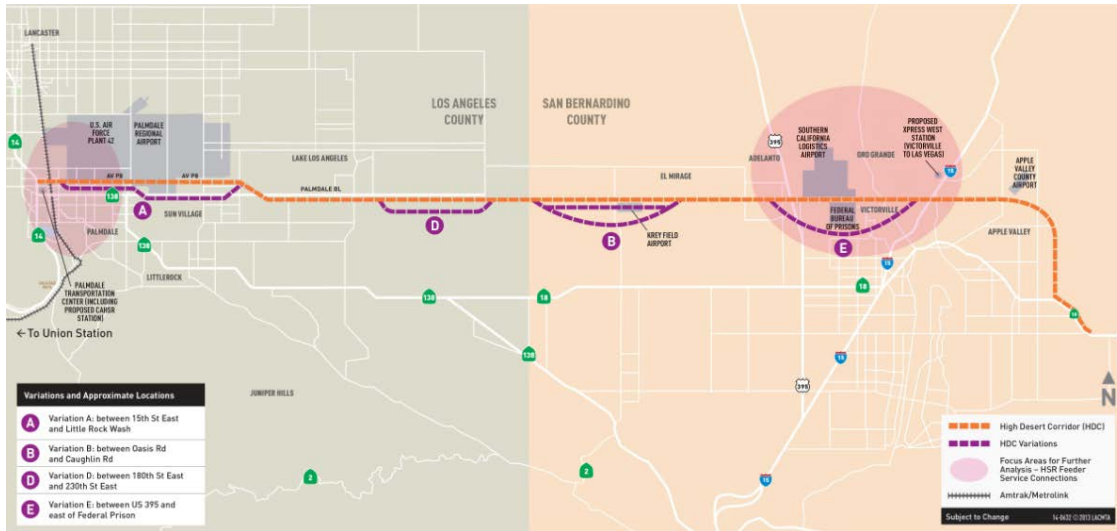 LANCASTER
14
U.S. AIR
FORCE
PLANT 42
PALMDALE
REGIONAL
AIRPORT
LOS ANGELES
COUNTY
SAN BERNARDINO
COUNTY
LAKE LOS ANGELES
AV P8
AV P8
PALMDALE BL
138
A
SUN VILLAGE
14
PALMDALE
138
LITTLEROCK
PALMDALE
TRANSPORTATION
CENTER (INCLUDING
PROPOSED CAHSR
STATION)
←To Union Station
D
EL MIRAGE
B
KREY FIELD
AIRPORT
395
ADELANTO
SOUTHERN
CALIFORNIA
LOGISTICS
AIRPORT
ORO GRANDE
PROPOSED
XPRESS WEST
STATION
(VICTORVILLE
TO LAS VEGAS)
15
APPLE
VALLEY
COUNTY
AIRPORT
FEDERAL
BUREAU
OF PRISONS
VICTORVILLE
E
APPLE VALLEY
15
138
18
18
18
138
15
395
JUNIPER HILLS
2
2
15
N
Variations and Approximate Locations
A Variation A: between 15th St East
and Little Rock Wash
B Variation B: between Oasis Rd
and Caughlin Rd
D Variation D: between 180th St East
and 230th St East
E Variation E: between US 395 and
east of Federal Prison
High Desert Corridor (HDC)
HDC Variations
Focus Areas for Further
Analysis – HSR Feeder
Service Connections
Amtrak/Metrolink
Subject to Change
14-0632 © 2013 LACMTA